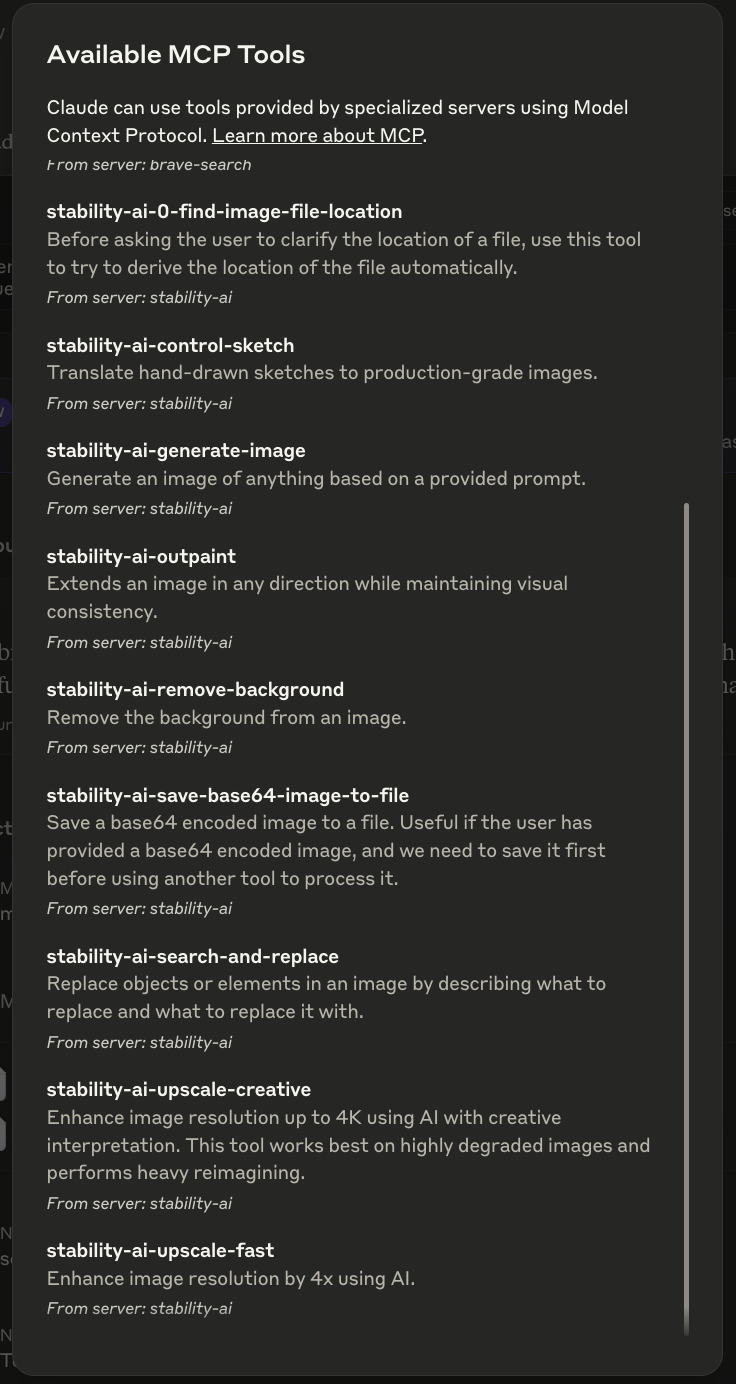 Available MCP Tools
Claude can use tools provided by specialized servers using Model
Context Protocol. Learn more about MCP.
From server: brave-search
stability-ai-0-find-image-file-location
Before asking the user to clarify the location of a file, use this tool
to try to derive the location of the file automatically.
From server: stability-ai
stability-ai-control-sketch
Translate hand-drawn sketches to production-grade images.
From server: stability-ai
stability-ai-generate-image
Generate an image of anything based on a provided prompt.
From server: stability-ai
stability-ai-outpaint
Extends an image in any direction while maintaining visual
consistency.
From server: stability-ai
stability-ai-remove-background
Remove the background from an image.
From server: stability-ai
stability-ai-save-base64-image-to-file
Save a base64 encoded image to a file. Useful if the user has
provided a base64 encoded image, and we need to save it first
before using another tool to process it.
From server: stability-ai
stability-ai-search-and-replace
Replace objects or elements in an image by describing what to
replace and what to replace it with.
From server: stability-ai
stability-ai-upscale-creative
Enhance image resolution up to 4K using AI with creative
interpretation. This tool works best on highly degraded images and
performs heavy reimagining.
From server: stability-ai
stability-ai-upscale-fast
Enhance image resolution by 4x using AI.
From server: stability-ai